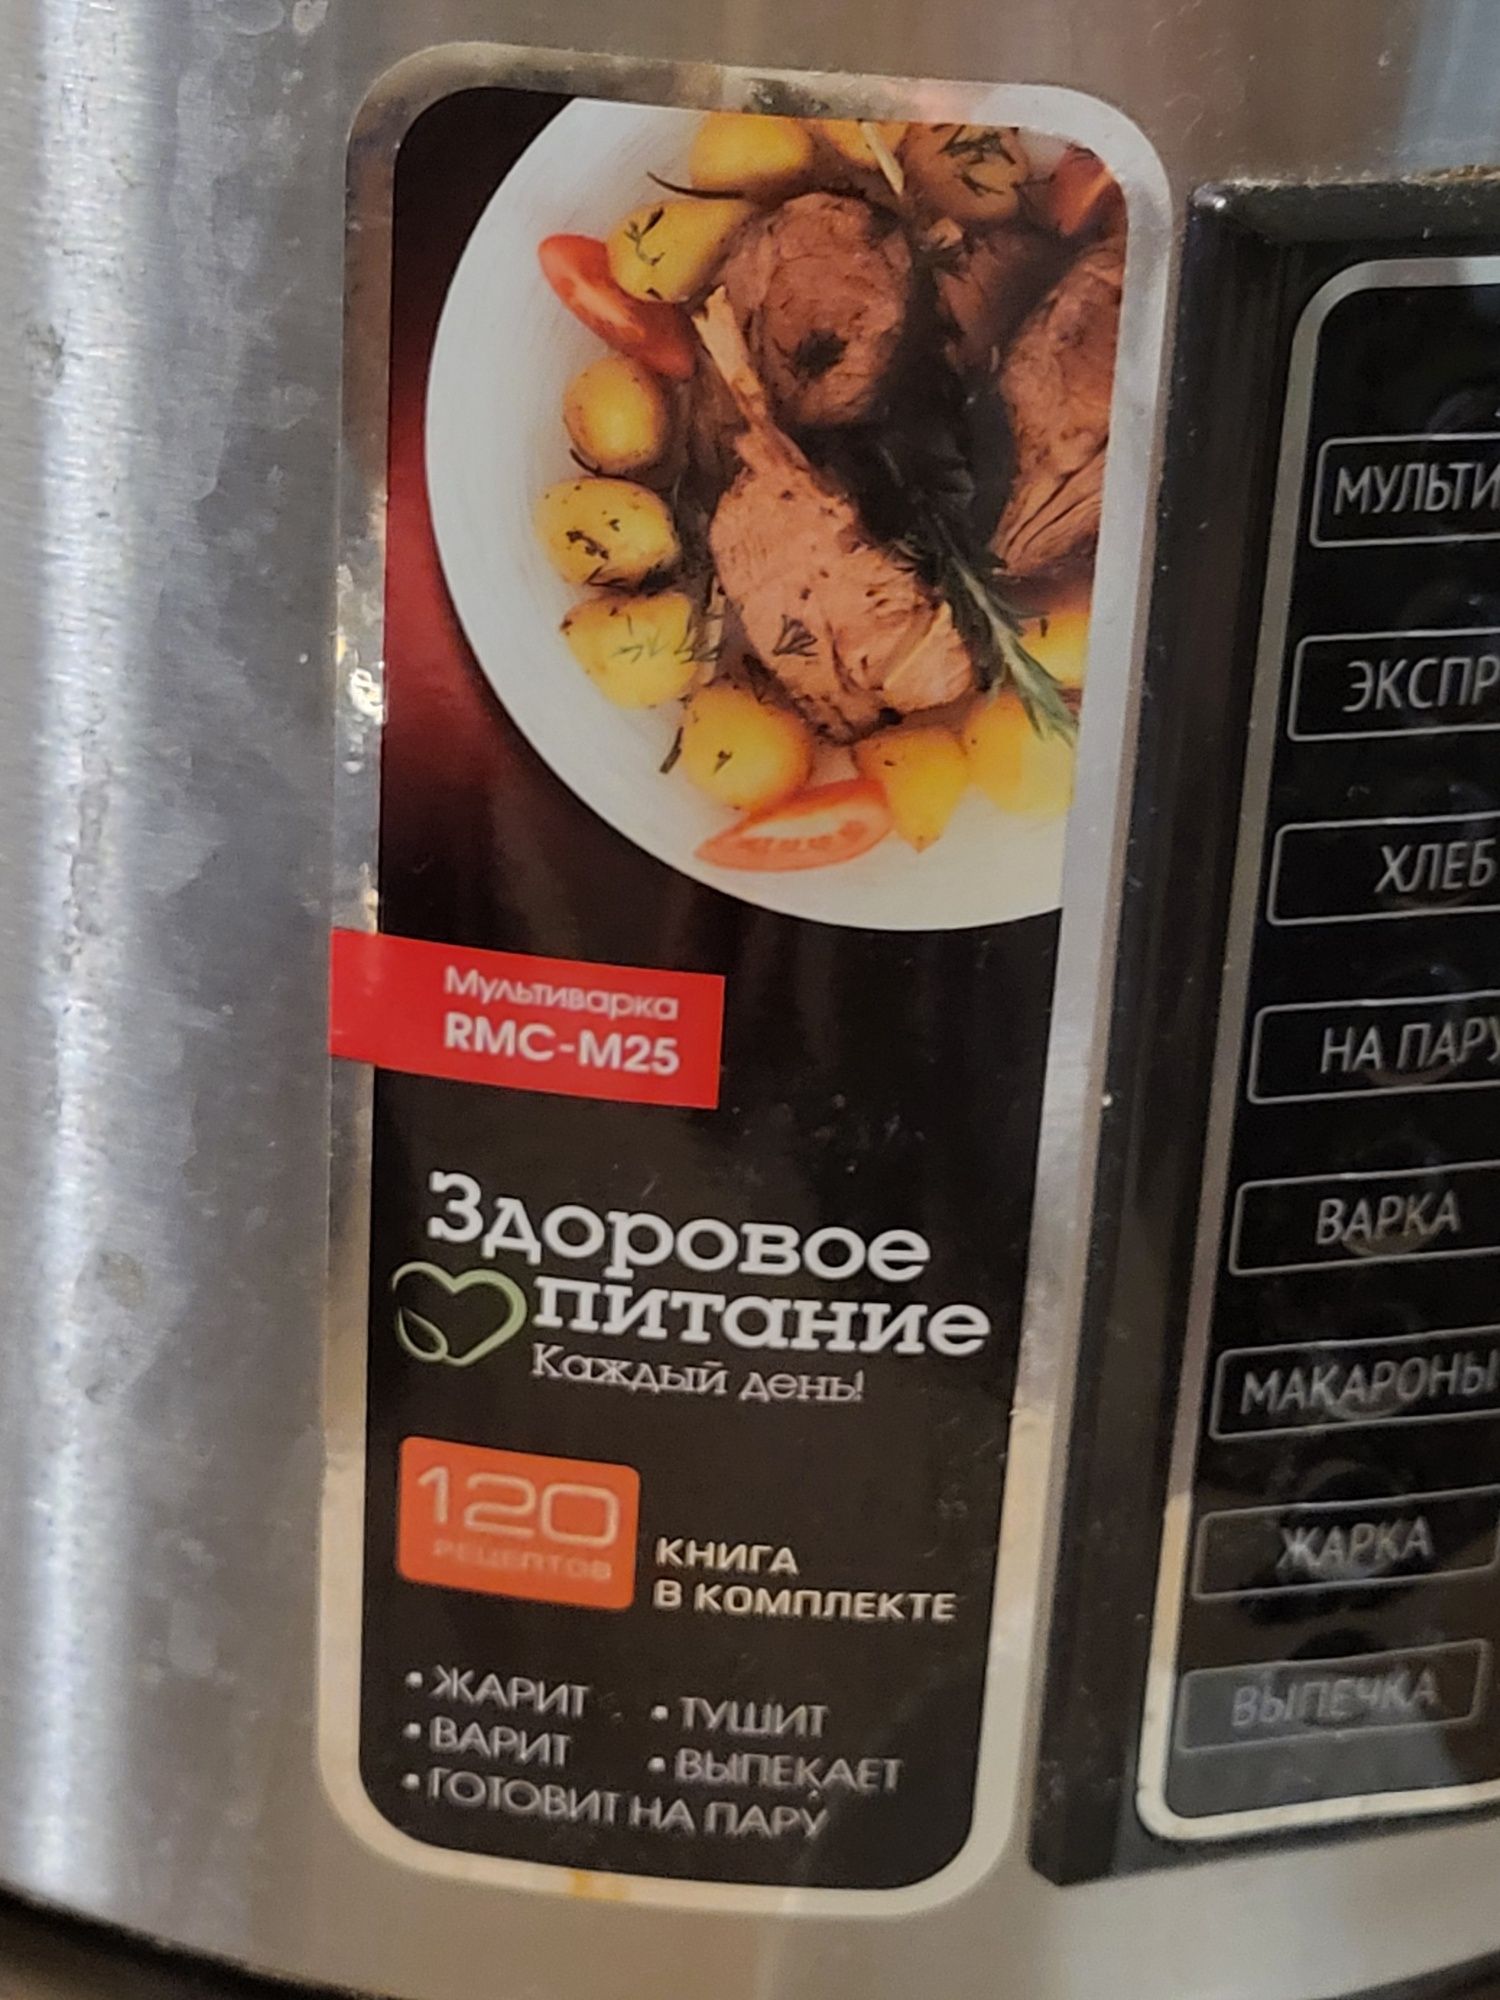 Мультиварка
RMC-M25
Здоровое
питание
Каждый день!
120
РЕЦЕПТОВ
КНИГА
В КОМПЛЕКТЕ
• ЖАРИТ
• ТУШИТ
• ВАРИТ
• ВЫПЕКАЕТ
• ГОТОВИТ НА ПАРУ
МУЛЬТИ
ЭКСПР
ХЛЕБ
НА ПАРУ
ВАРКА
МАКАРОНЫ
ЖАРКА
ВЫПЕЧКА